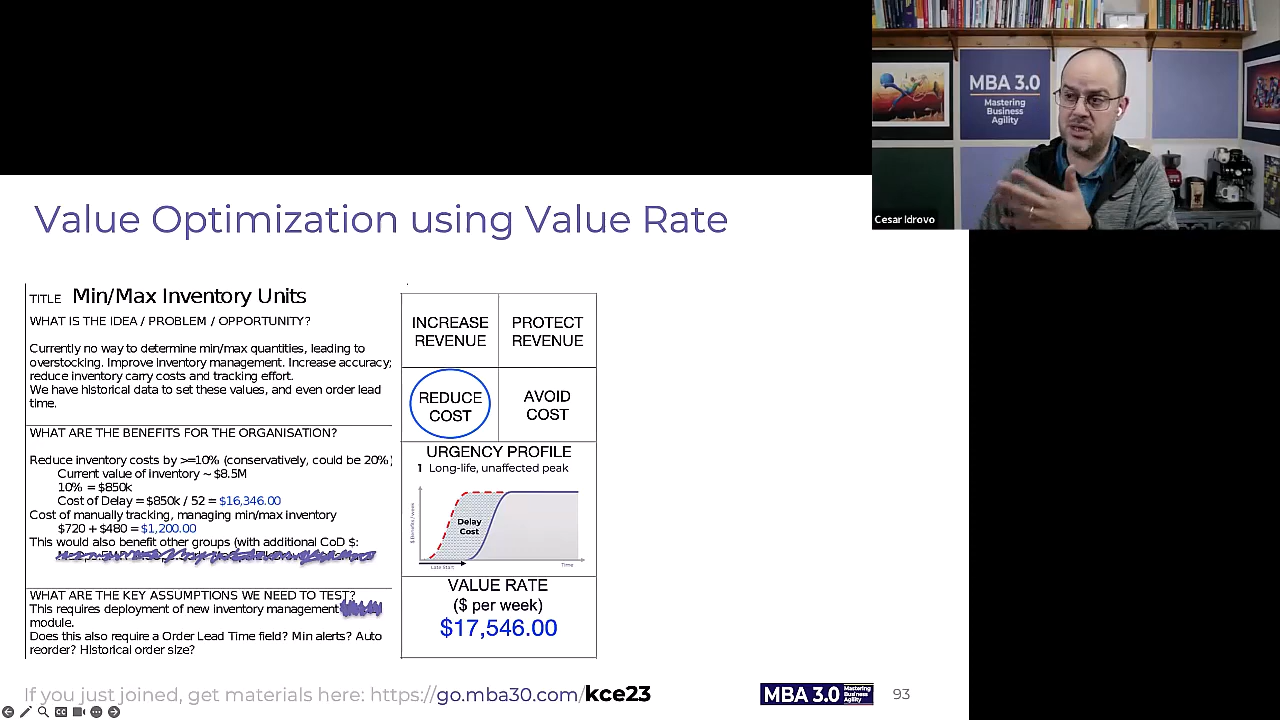 MBA 3.0
Mastering
Business
Agility
Cesar Idrovo
Value Optimization using Value Rate
TITLE Min/Max Inventory Units
WHAT IS THE IDEA / PROBLEM / OPPORTUNITY?
Currently no way to determine min/max quantities, leading to
overstocking. Improve inventory management. Increase accuracy;
reduce inventory carry costs and tracking effort.
We have historical data to set these values, and even order lead
time.
WHAT ARE THE BENEFITS FOR THE ORGANISATION?
Reduce inventory costs by >=10% (conservatively, could be 20%)
Current value of inventory ~ $8.5M
10% = $850k
Cost of Delay = $850k / 52 = $16,346.00
Cost of manually tracking, managing min/max inventory
$720 + $480 = $1,200.00
This would also benefit other groups (with additional CoD $:
WHAT ARE THE KEY ASSUMPTIONS WE NEED TO TEST?
This requires deployment of new inventory management
module.
Does this also require a Order Lead Time field? Min alerts? Auto
reorder? Historical order size?
INCREASE
REVENUE
PROTECT
REVENUE
REDUCE
COST
AVOID
COST
URGENCY PROFILE
1 Long-life, unaffected peak
$ Benefits / week
Delay
Cost
Late Start
Time
VALUE RATE
($ per week)
$17,546.00
If you just joined, get materials here: https://go.mba30.com/kce23
MBA 3.0 Mastering
Business
Agility
93